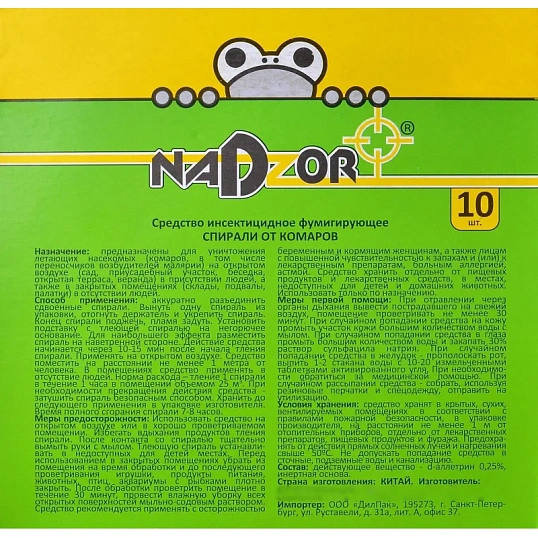 NADZOR ®
10
шт.
Средство инсектицидное фумигирующее
СПИРАЛИ ОТ КОМАРОВ
Назначение: предназначены для уничтожения
летающих насекомых (комаров, в том числе
переносчиков возбудителей малярии) на открытом
воздухе (сад, приусадебный участок, беседка,
открытая терраса, веранда) в присутствии людей, а
также в закрытых помещениях (склады, подвалы,
палатки) в отсутствии людей.
Способ применения: аккуратно разъединить
сдвоенные спирали, вынуть одну спираль из
упаковки, отогнуть держатель и укрепить спираль.
Конец спирали поджечь, пламя задуть. Установить
подставку с тлеющей спиралью на негорючее
основание. Для наибольшего эффекта разместить
спираль на наветренной стороне. Действие средства
начинается через 10-15 мин после начала тления
спирали. Применять на открытом воздухе. Средство
поместить на расстоянии не менее 1 метра от
человека. В помещениях норма расхода - тление 1 спирали
в течение 1 часа в помещении объемом 25 м³. При
необходимости прекращения действия средства -
затушить спираль безопасным способом. Хранить до
следующего применения в упаковке изготовителя.
Время полного сгорания спирали 7-8 часов.
Меры предосторожности: Использовать средство на
открытом воздухе или в хорошо проветриваемом
помещении. Избегать вдыхания продуктов тления
спирали. После контакта со спиралью тщательно
вымыть руки с мылом. Тлеющую спираль устанавли-
вать в недоступных для детей местах. Перед
использованием в закрытых помещениях убрать из
помещения на время обработки и до последующего
проветривания игрушки, продукты питания,
животных, птиц, аквариумы с рыбками плотно
закрыть. После обработки проветрить помещение в
течение 30 минут, провести влажную уборку всех
открытых поверхностей мыльно-содовым раствором.
Средство рекомендуется применять с осторожностью
беременным и кормящим женщинам, а также лицам
с повышенной чувствительностью к запахам и (или) к
лекарственным препаратам, больным аллергией,
астмой. Средство хранить отдельно от пищевых
продуктов и лекарственных средств, в местах,
недоступных для детей и домашних животных.
Использовать только по назначению.
Меры первой помощи: При отравлении через
органы дыхания вывести пострадавшего на свежий
воздух, помещение проветривать не менее 30
минут. При случайном попадании средства на кожу
промыть участок кожи большим количеством воды с
мылом. При случайном попадании средства в глаза
промыть большим количеством воды и закапать 30%
раствор сульфацила натрия. При случайном
попадании средства в желудок - прополоскать рот,
выпить 1-2 стакана воды с 10-20 измельченными
таблетками активированного угля. При необходимо-
сти обратиться за медицинской помощью. При
случайном рассыпании средства - собрать, используя
резиновые перчатки и спецодежду, отправить на
утилизацию.
Условия хранения: средство хранят в крытых, сухих,
вентилируемых помещениях в соответствии с
правилами пожарной безопасности, в упаковке
производителя, на расстоянии не менее 1 м от
отопительных приборов, отдельно от лекарственных
препаратов, пищевых продуктов и фуража. Предохра-
нять от действия прямых солнечных лучей и нагревания
свыше 50ºС. Не допускать попадание средства в
сточные, подземные воды и канализацию.
Состав: действующее вещество - d-аллетрин 0,25%,
инертная основа.
Страна изготовления: КИТАЙ. Изготовитель:
Импортер: ООО «ДилПак», 195273, г. Санкт-Петер-
бург, ул. Руставели, д. 31а, лит. А, офис 37.